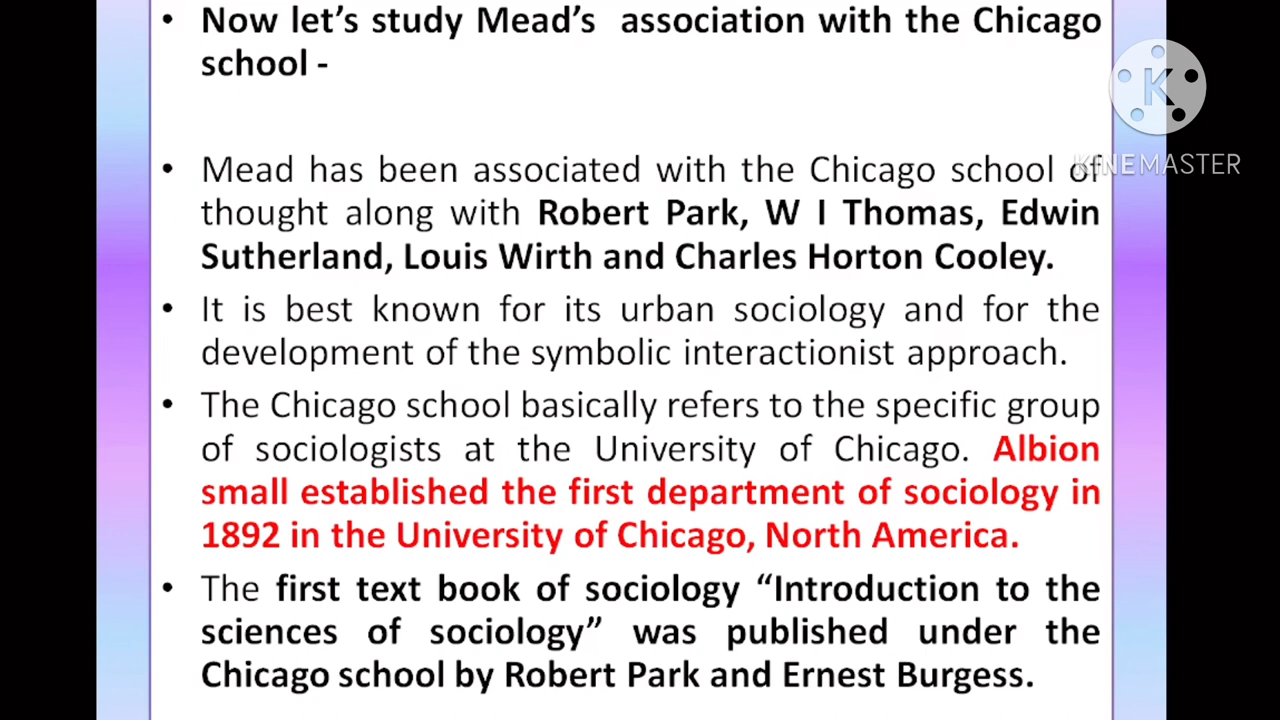 • Now let's study Mead's association with the Chicago
school -
• Mead has been associated with the Chicago school of
thought along with Robert Park, W I Thomas, Edwin
Sutherland, Louis Wirth and Charles Horton Cooley.
• It is best known for its urban sociology and for the
development of the symbolic interactionist approach.
• The Chicago school basically refers to the specific group
of sociologists at the University of Chicago. Albion
small established the first department of sociology in
1892 in the University of Chicago, North America.
• The first text book of sociology “Introduction to the
sciences of sociology” was published under the
Chicago school by Robert Park and Ernest Burgess.
K
KINEMASTER